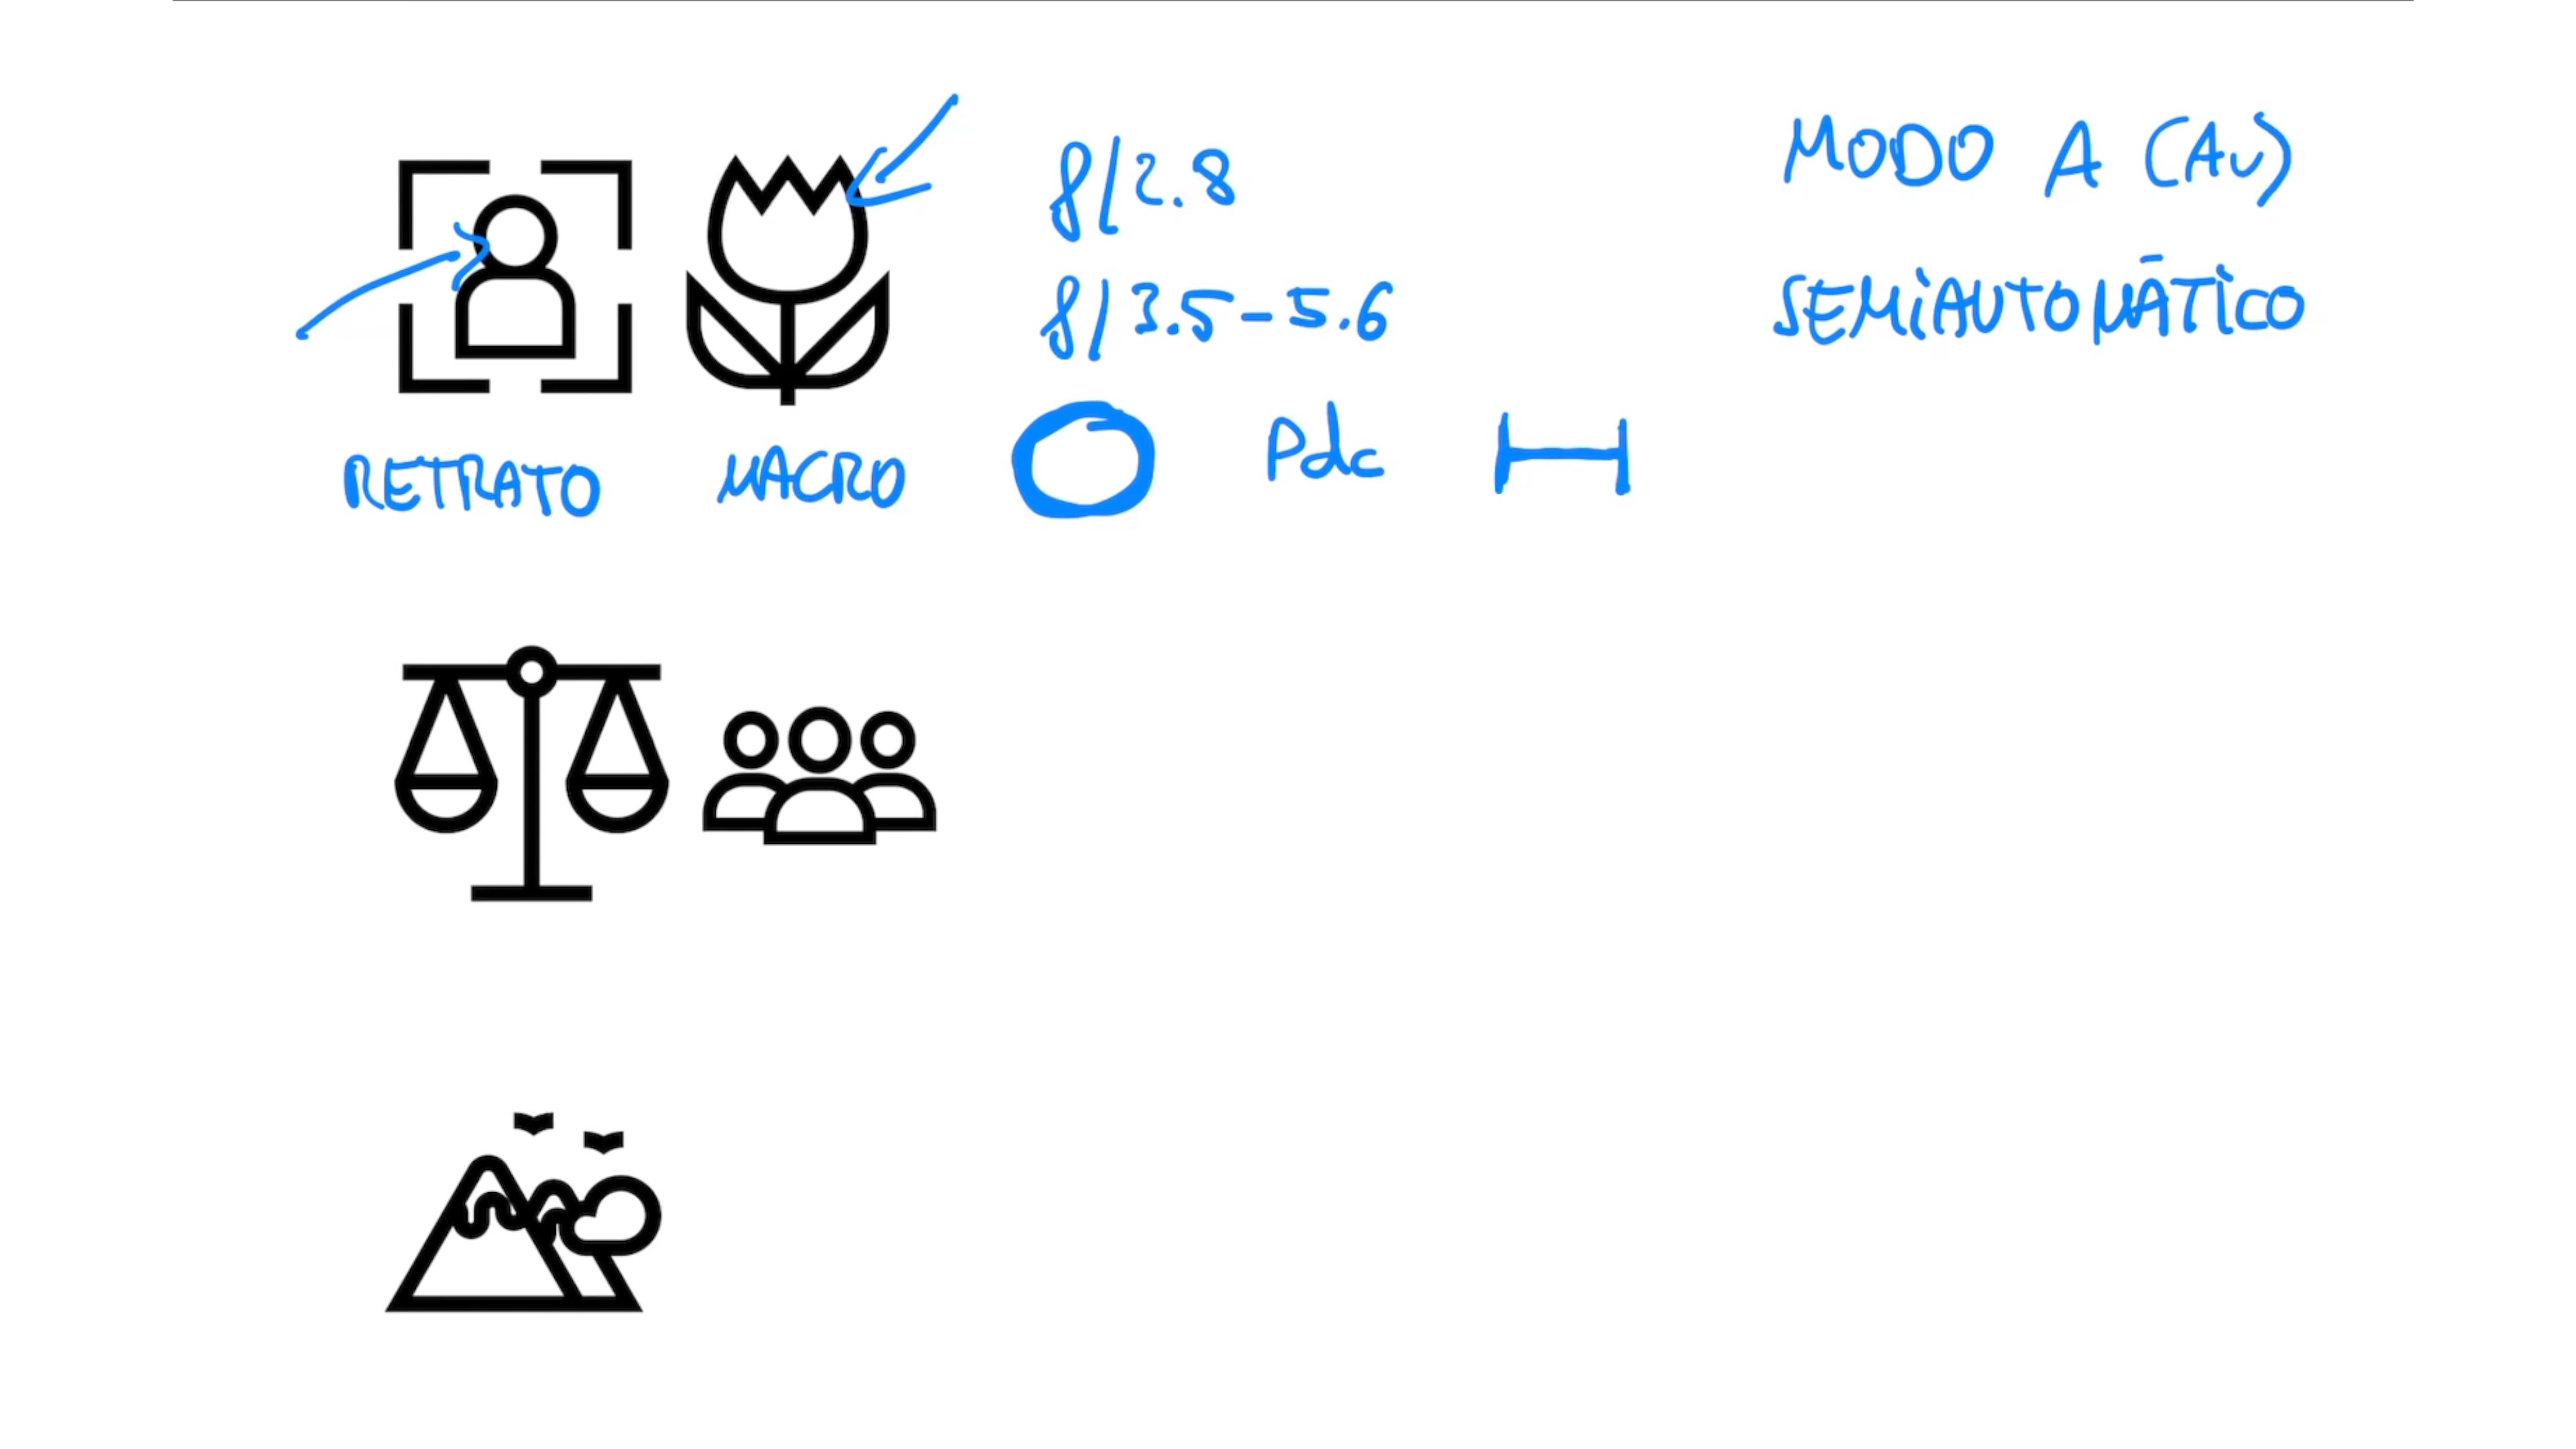 f/2.8
MODO A (Av)
f/3.5-5.6
SEMIAUTOMÁTICO
RETRATO
MACRO
Pdc